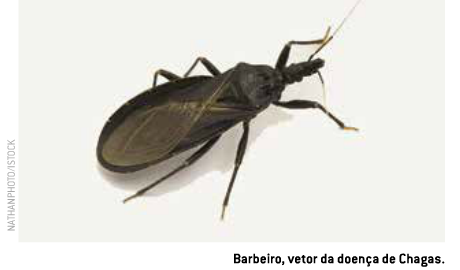 NATHANPHOTO/ISTOCK
Barbeiro, vetor da doença de Chagas.